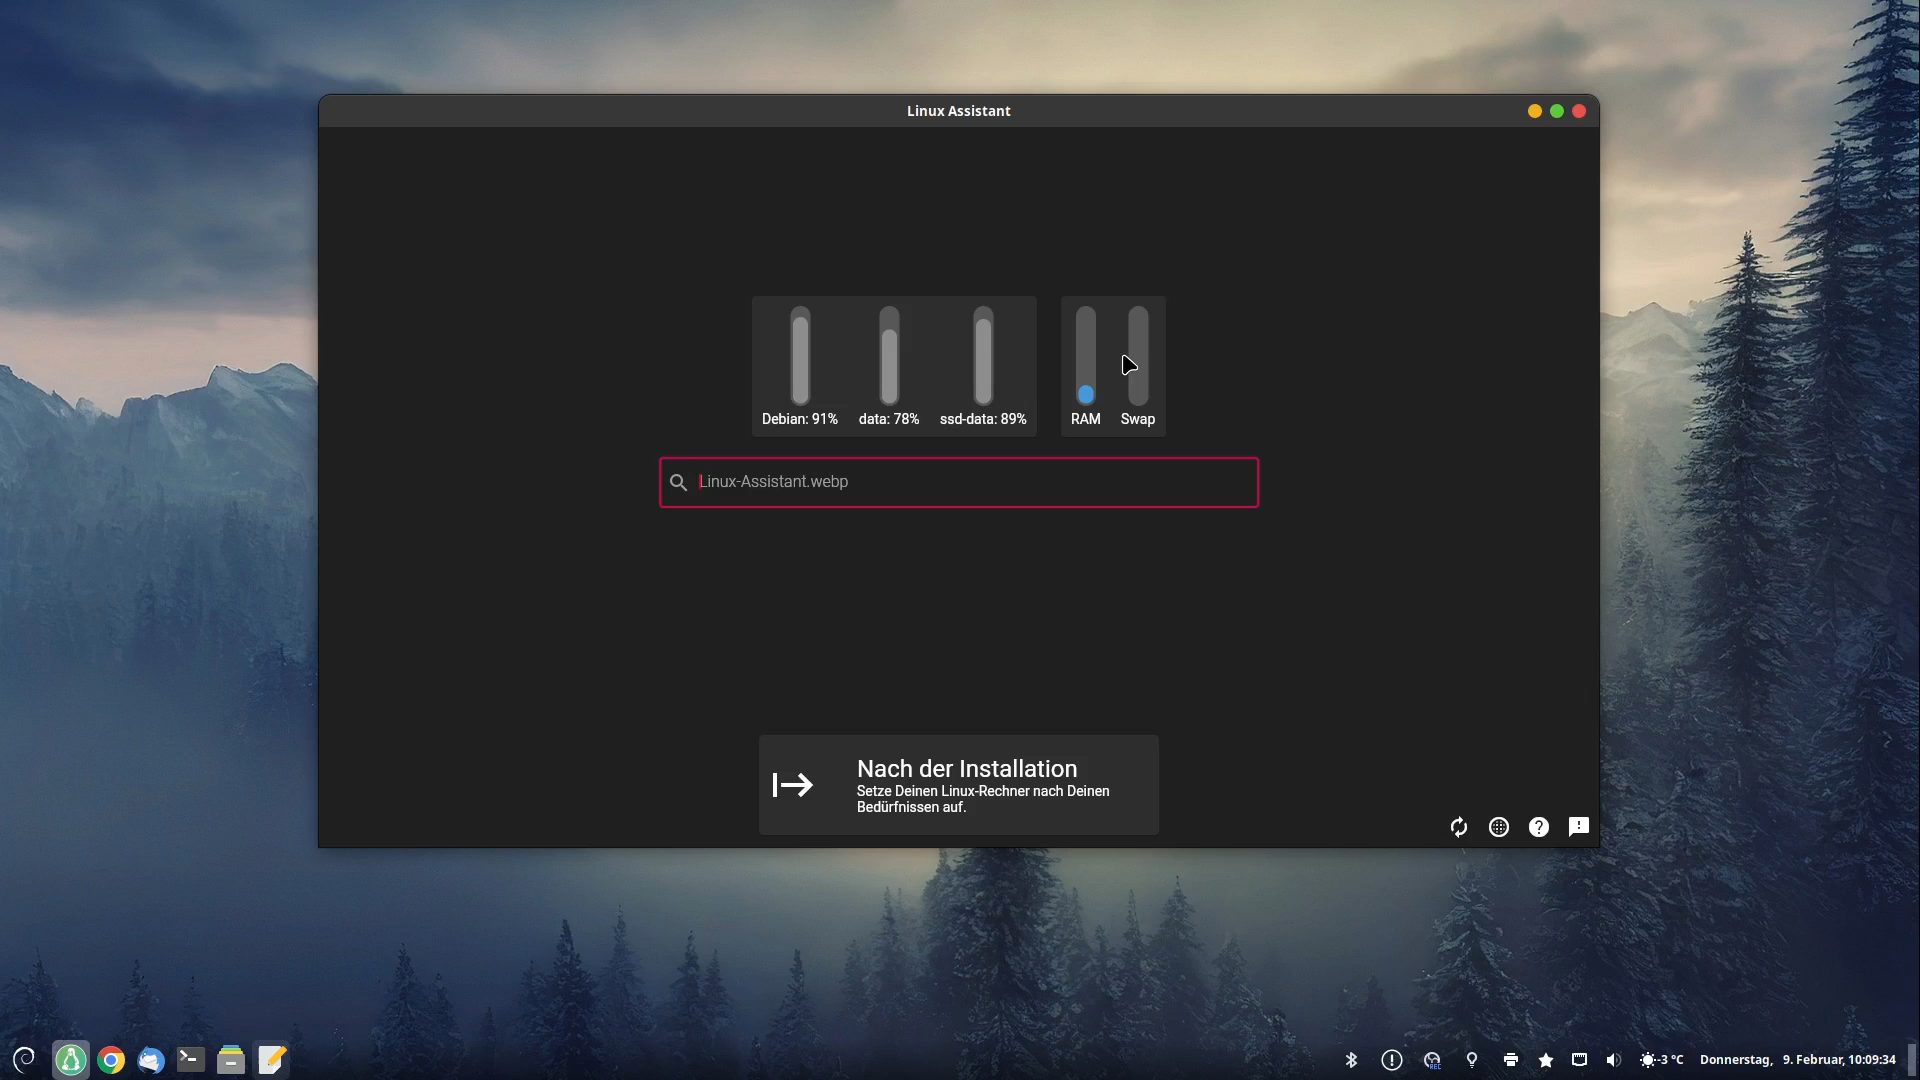 Linux Assistant
Debian: 91% data: 78% ssd-data: 89% RAM Swap
Linux-Assistant.webp
Nach der Installation
Setze Deinen Linux-Rechner nach Deinen
Bedürfnissen auf.
REC -3 °C Donnerstag, 9. Februar, 10:09:34